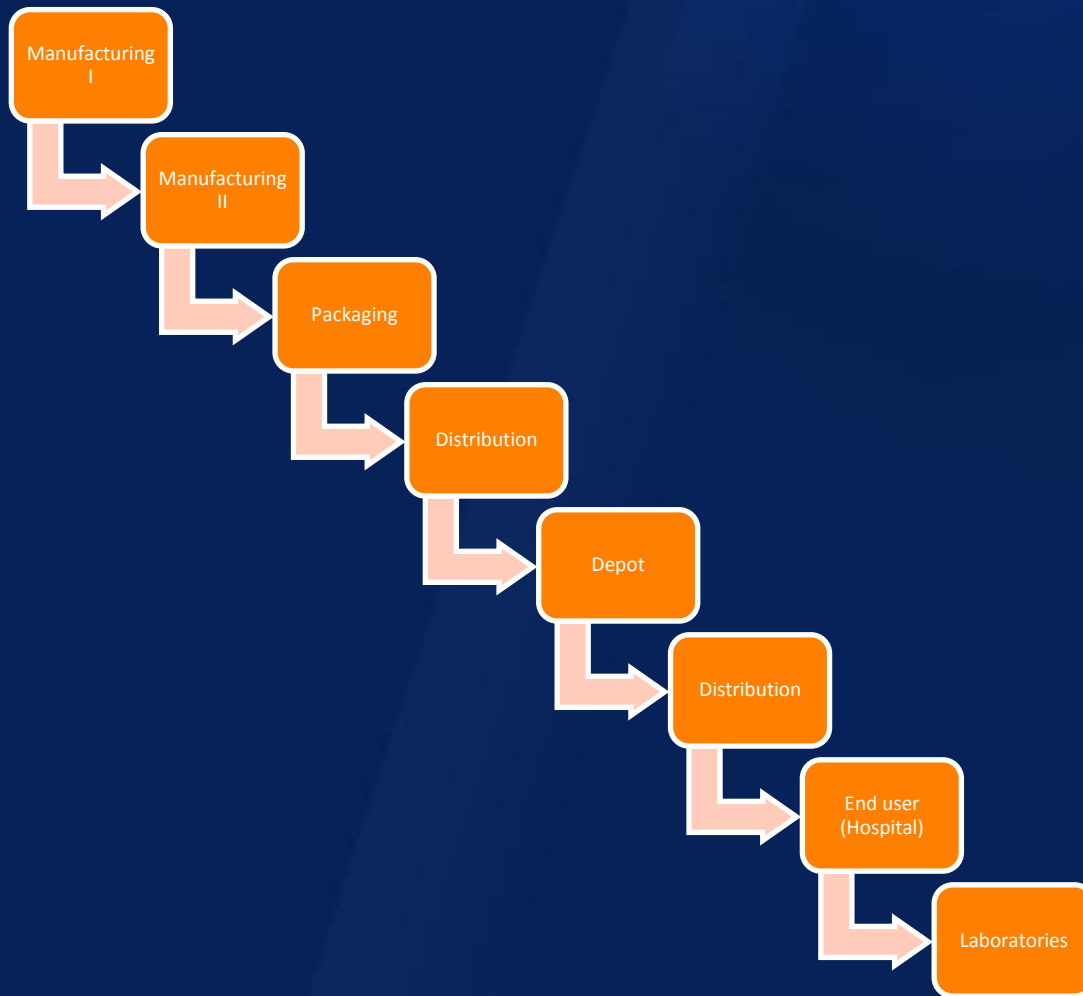 Manufacturing
I
Manufacturing
II
Packaging
Distribution
Depot
Distribution
End user
(Hospital)
Laboratories